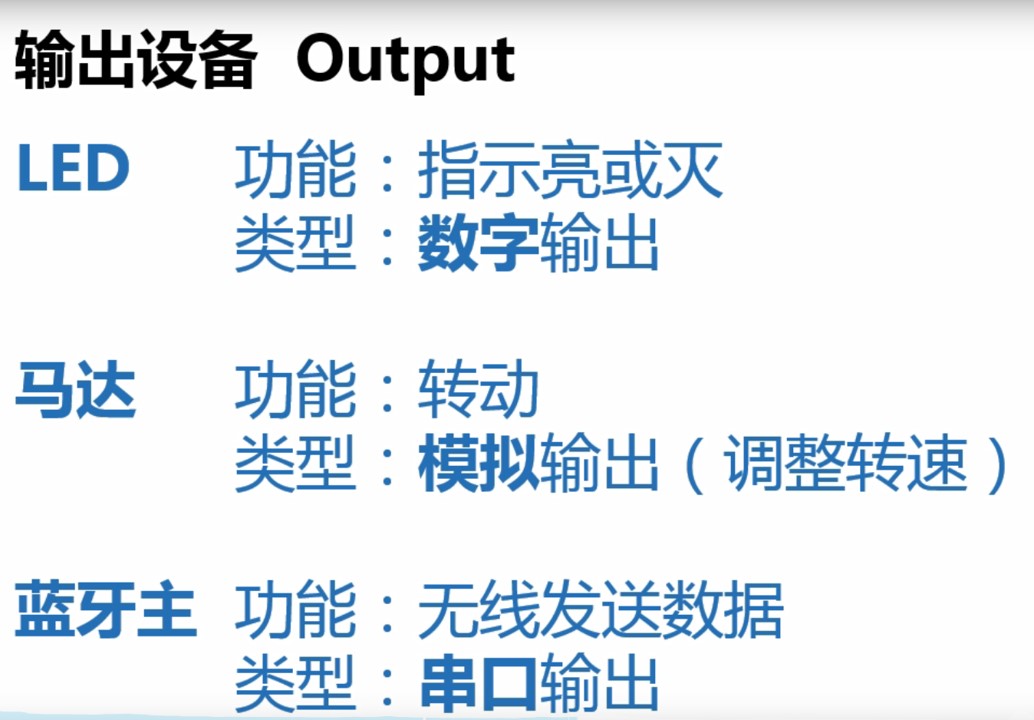 输出设备 Output
LED 功能：指示亮或灭
类型：数字输出
马达 功能：转动
类型：模拟输出（调整转速）
蓝牙主 功能：无线发送数据
类型：串口输出